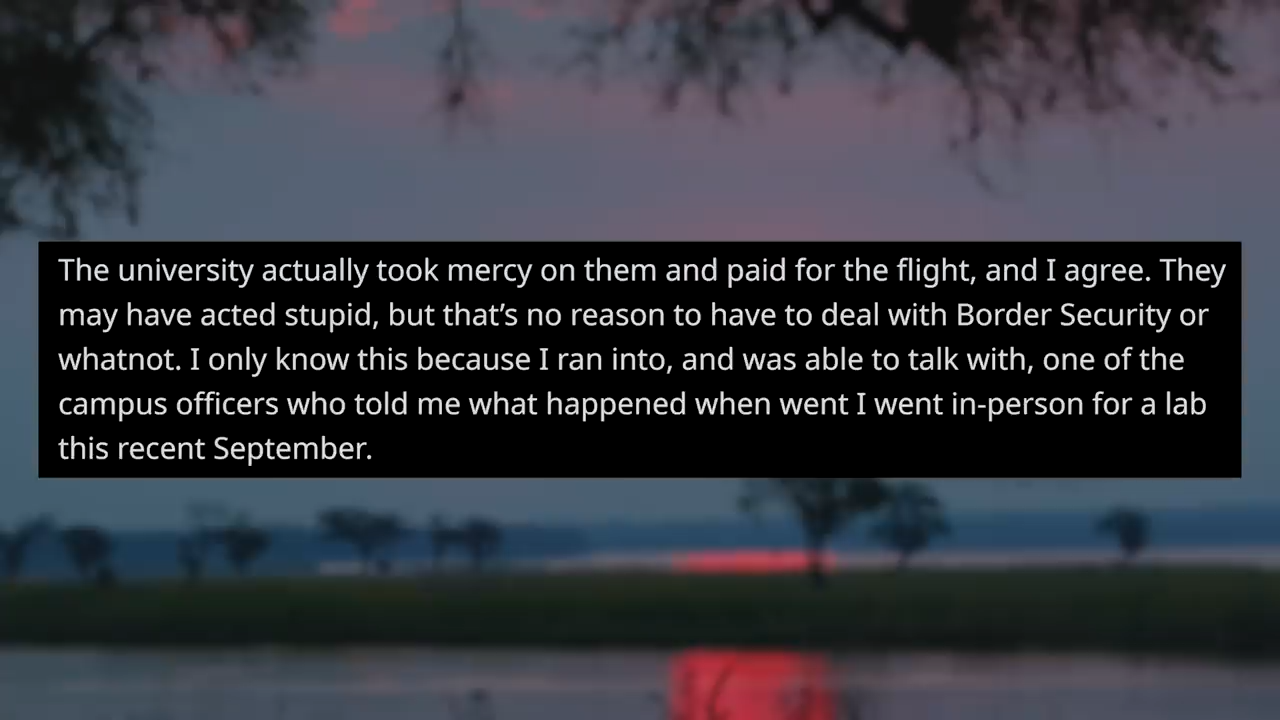 The university actually took mercy on them and paid for the flight, and I agree. They
may have acted stupid, but that’s no reason to have to deal with Border Security or
whatnot. I only know this because I ran into, and was able to talk with, one of the
campus officers who told me what happened when went I went in-person for a lab
this recent September.